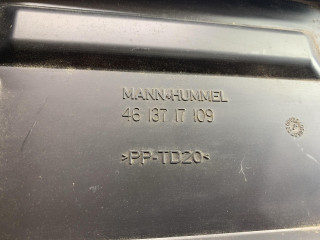 MANN+HUMMEL
46 137 17 109
>PP-TD20<